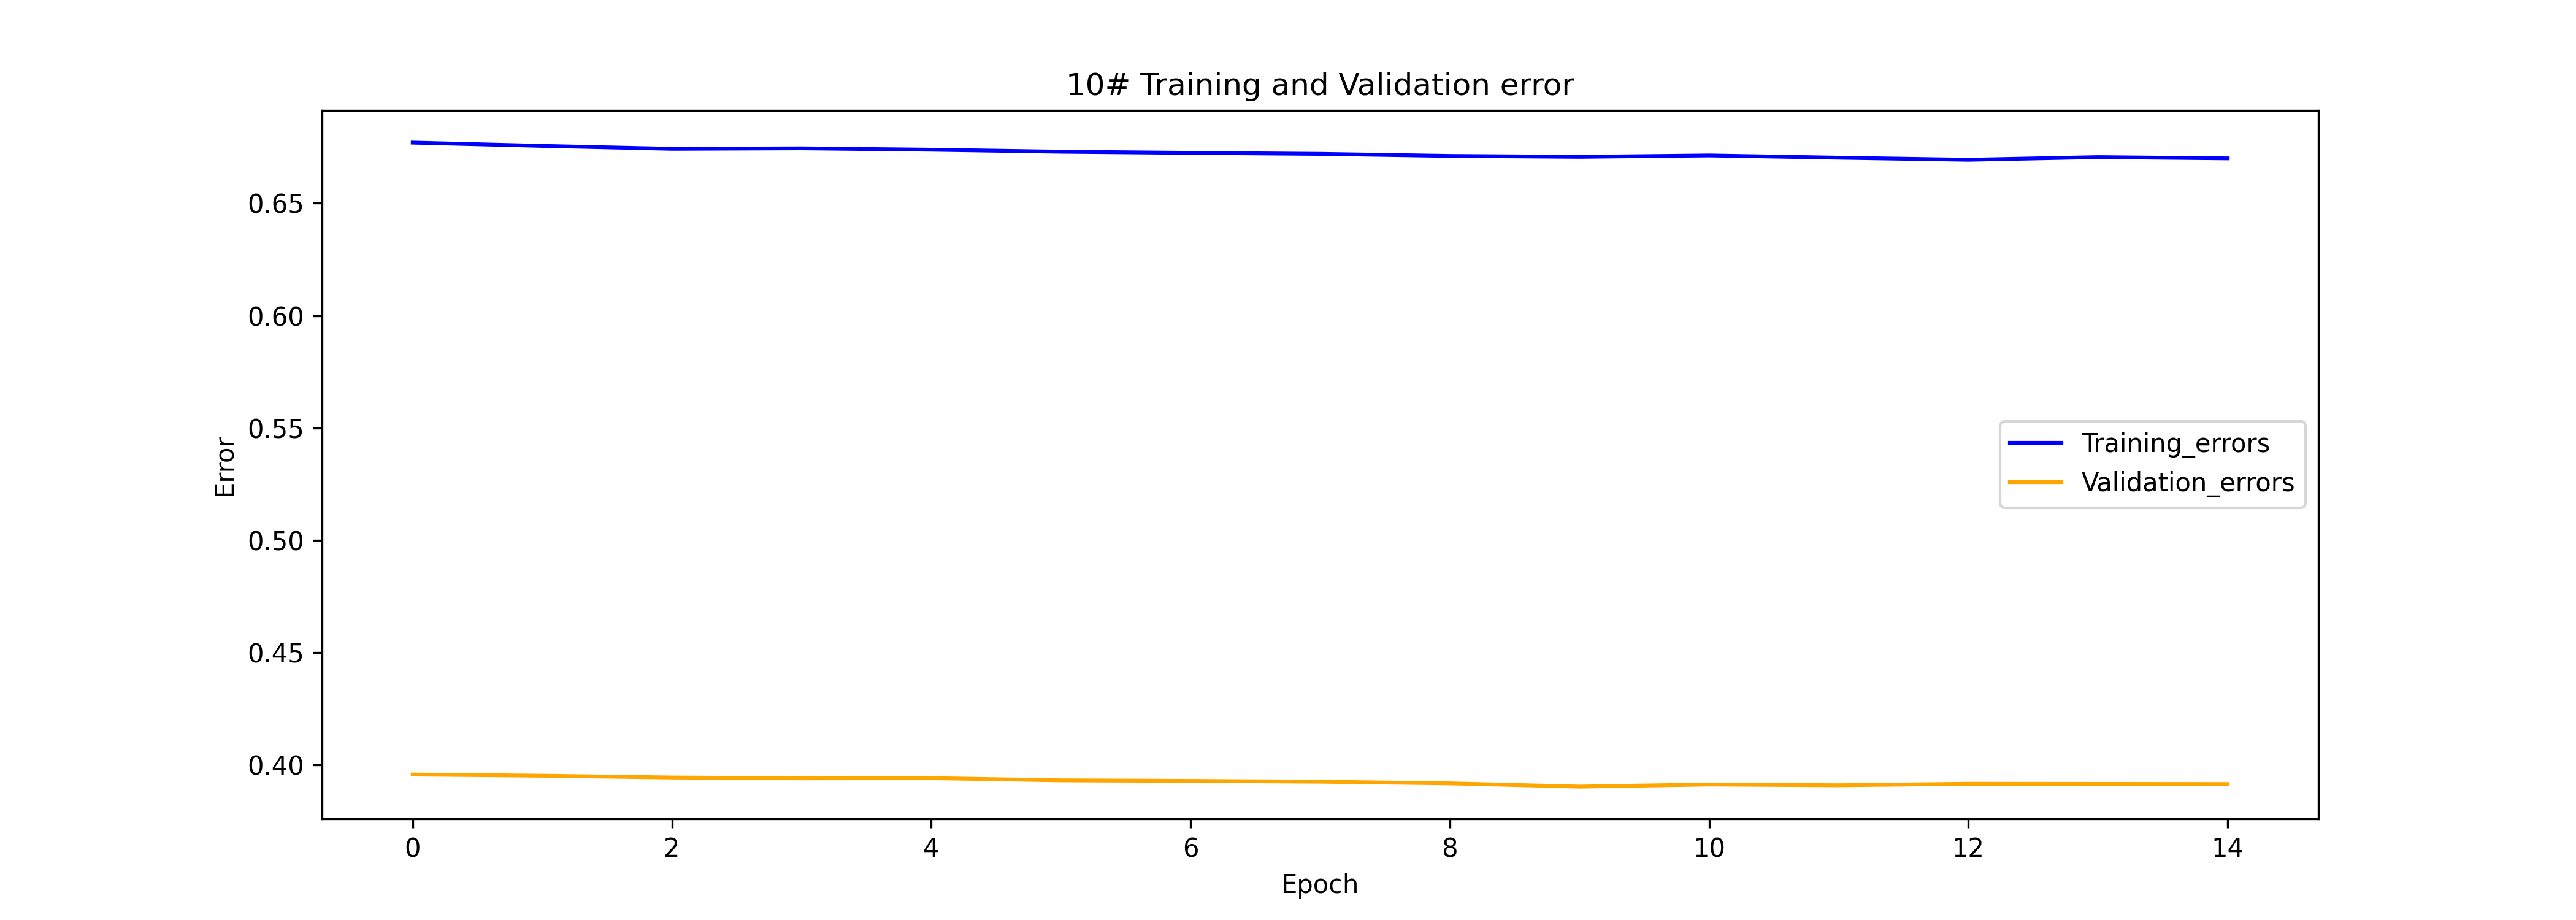 10# Training and Validation error
Error
0.65
0.60
0.55
0.50
0.45
0.40
Training_errors
Validation_errors
0 2 4 6 8 10 12 14
Epoch